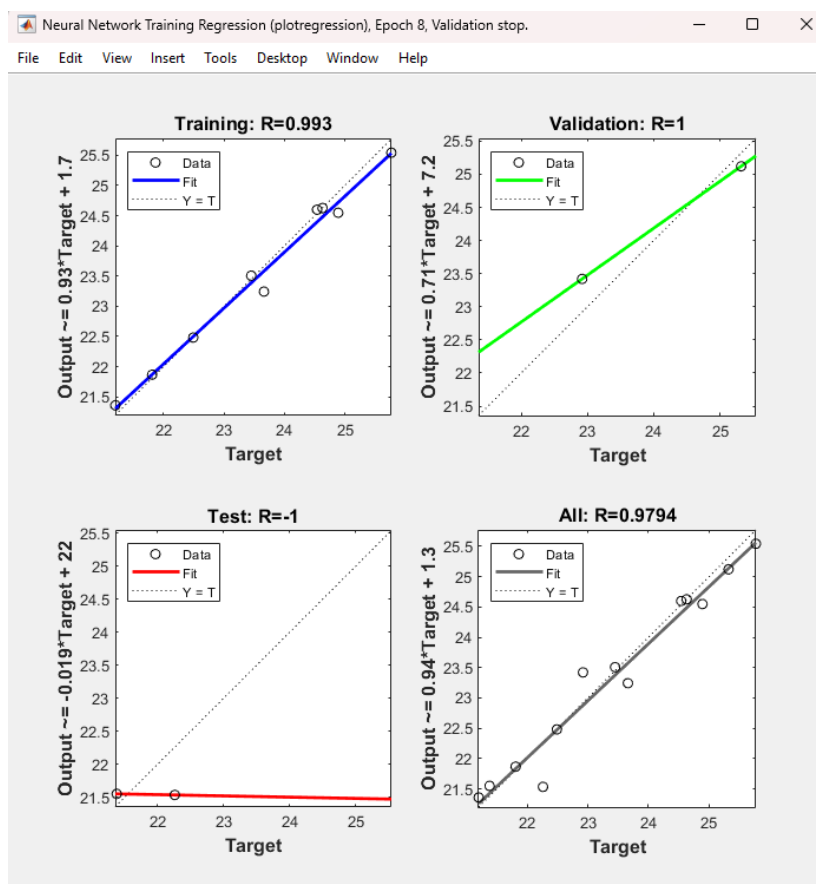 Neural Network Training Regression (plotregression), Epoch 8, Validation stop.
File Edit View Insert Tools Desktop Window Help
Training: R=0.993
Output ~= 0.93*Target + 1.7
25.5
25
24.5
24
23.5
23
22.5
22
21.5
Data
Fit
Y = T
22 23 24 25
Target
Validation: R=1
Output ~= 0.71*Target + 7.2
25.5
25
24.5
24
23.5
23
22.5
22
21.5
Data
Fit
Y = T
22 23 24 25
Target
Test: R=-1
Output ~= -0.019*Target + 22
25.5
25
24.5
24
23.5
23
22.5
22
21.5
Data
Fit
Y = T
22 23 24 25
Target
All: R=0.9794
Output ~= 0.94*Target + 1.3
25.5
25
24.5
24
23.5
23
22.5
22
21.5
Data
Fit
Y = T
22 23 24 25
Target